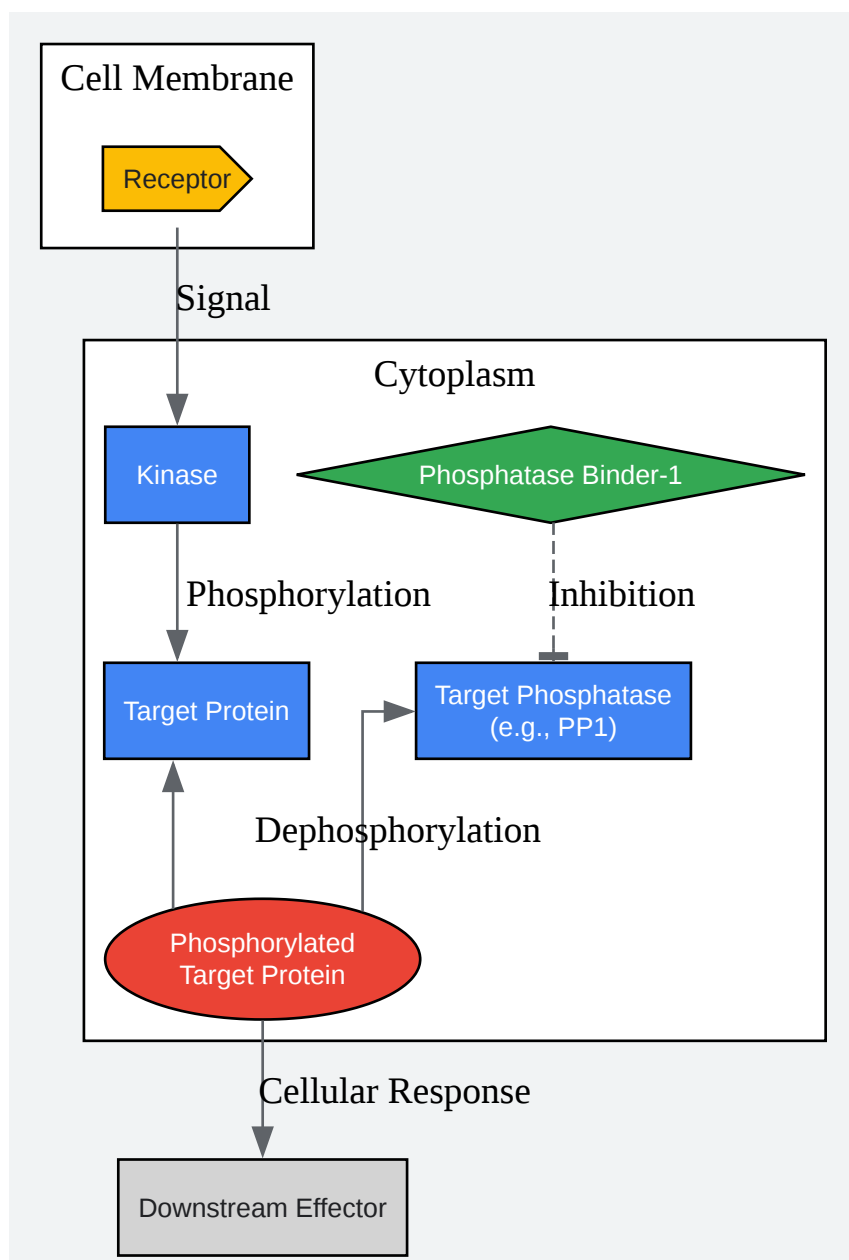 Cell Membrane
Receptor
Signal
Cytoplasm
Kinase
Phosphatase Binder-1
Phosphorylation
Inhibition
Target Protein
Target Phosphatase
(e.g., PP1)
Dephosphorylation
Phosphorylated
Target Protein
Cellular Response
Downstream Effector